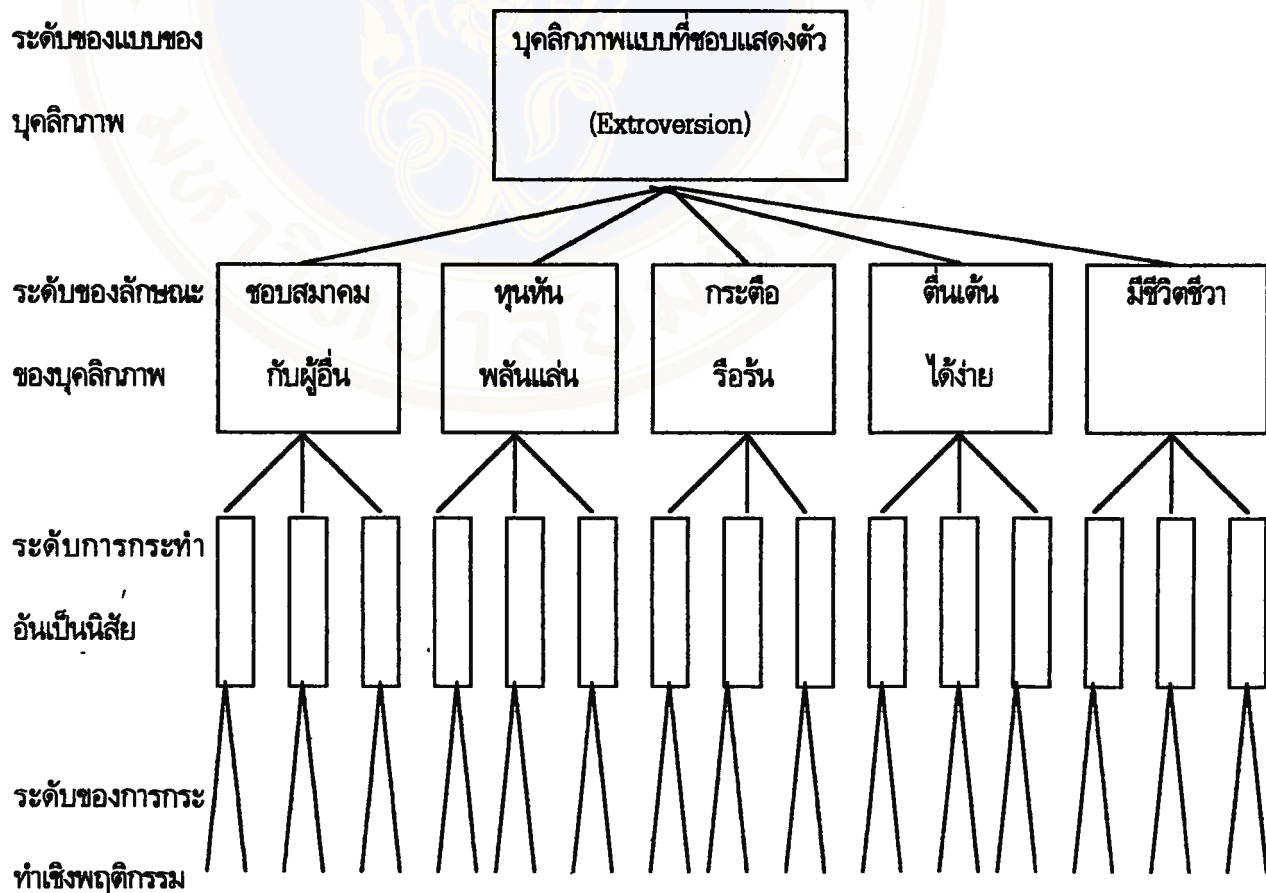 ระดับของแบบของ
บุคลิกภาพ
บุคลิกภาพแบบที่ชอบแสดงตัว
(Extroversion)
ระดับของลักษณะ
ของบุคลิกภาพ
ชอบสมาคม
กับผู้อื่น
หุนหัน
พลันแล่น
กระตือ
รือร้น
ตื่นเต้น
ได้ง่าย
มีชีวิตชีวา
ระดับการกระทำ
อันเป็นนิสัย
ระดับของการกระ
ทำเชิงพฤติกรรม